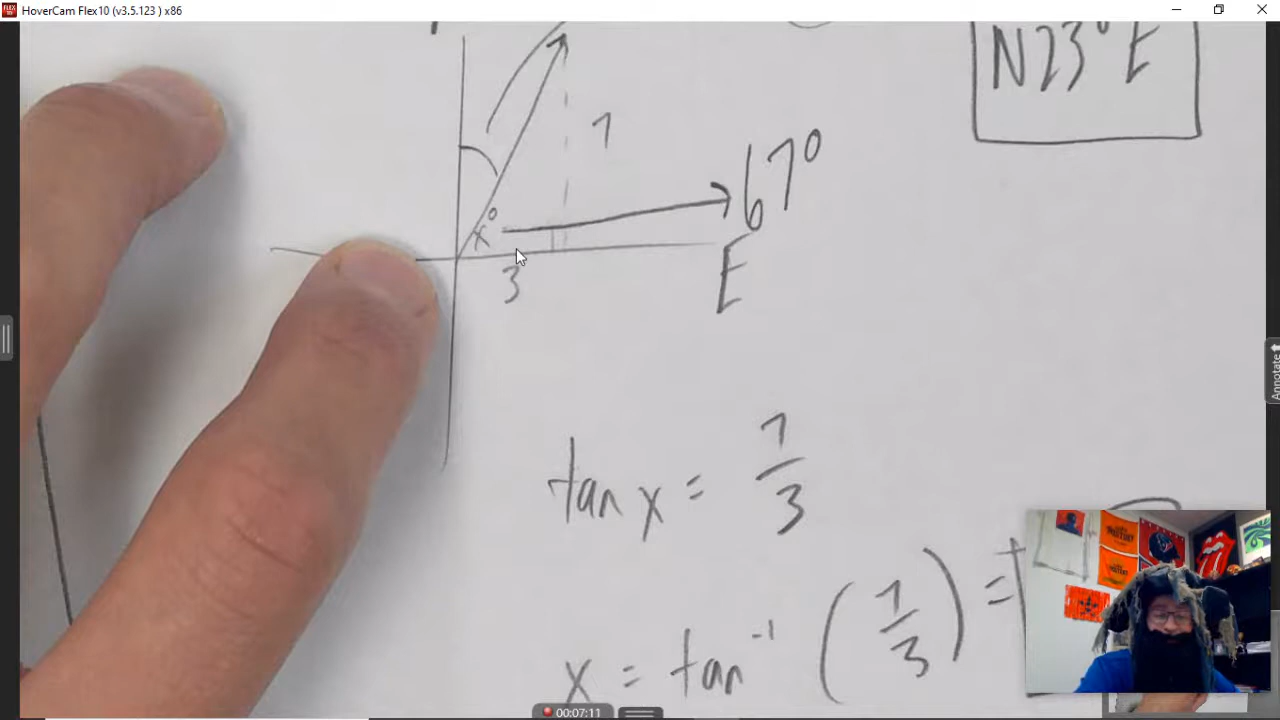 HoverCam Flex10 (v3.5.123 ) x86
N23° E
7
67°
x°
3
E
Annotate
tan x = 7/3
x = tan⁻¹ (7/3) =
00:07:11